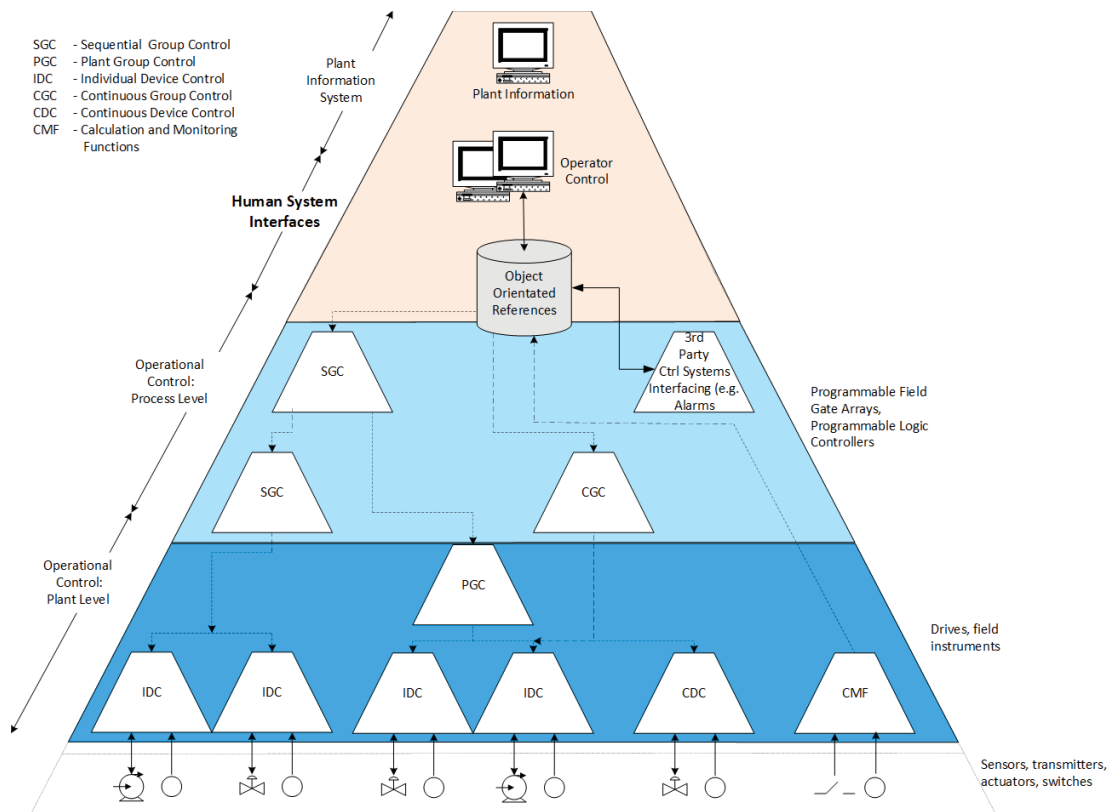 SGC - Sequential Group Control
PGC - Plant Group Control
IDC - Individual Device Control
CGC - Continuous Group Control
CDC - Continuous Device Control
CMF - Calculation and Monitoring
Functions
Plant
Information
System
Plant Information
Operator
Control
Human System
Interfaces
Object
Orientated
References
Operational
Control:
Process Level
SGC
3rd
Party
Ctrl Systems
Interfacing (e.g.
Alarms
Programmable Field
Gate Arrays,
Programmable Logic
Controllers
SGC
CGC
Operational
Control:
Plant Level
PGC
Drives, field
instruments
IDC
IDC
IDC
IDC
CDC
CMF
Sensors, transmitters,
actuators, switches